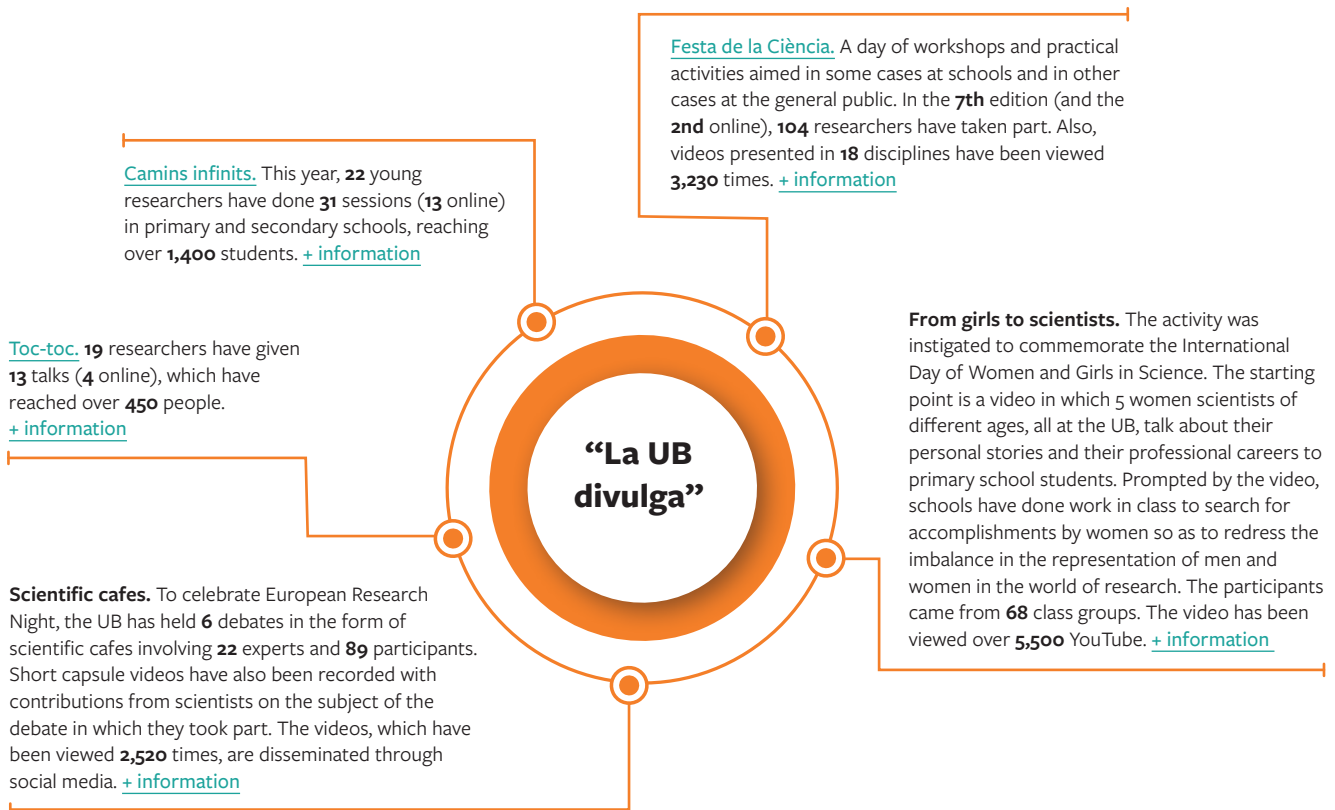 Festa de la Ciència. A day of workshops and practical
activities aimed in some cases at schools and in other
cases at the general public. In the 7th edition (and the
2nd online), 104 researchers have taken part. Also,
videos presented in 18 disciplines have been viewed
3,230 times. + information
Camins infinits. This year, 22 young
researchers have done 31 sessions (13 online)
in primary and secondary schools, reaching
over 1,400 students. + information
Toc-toc. 19 researchers have given
13 talks (4 online), which have
reached over 450 people.
+ information
“La UB
divulga”
From girls to scientists. The activity was
instigated to commemorate the International
Day of Women and Girls in Science. The starting
point is a video in which 5 women scientists of
different ages, all at the UB, talk about their
personal stories and their professional careers to
primary school students. Prompted by the video,
schools have done work in class to search for
accomplishments by women so as to redress the
imbalance in the representation of men and
women in the world of research. The participants
came from 68 class groups. The video has been
viewed over 5,500 YouTube. + information
Scientific cafes. To celebrate European Research
Night, the UB has held 6 debates in the form of
scientific cafes involving 22 experts and 89 participants.
Short capsule videos have also been recorded with
contributions from scientists on the subject of the
debate in which they took part. The videos, which have
been viewed 2,520 times, are disseminated through
social media. + information